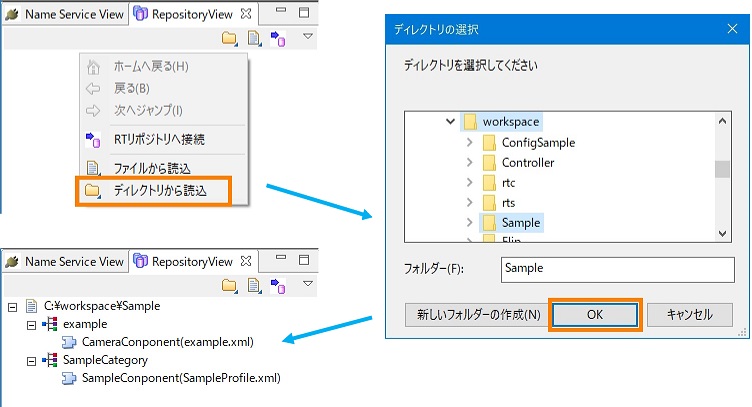 Name Service View RepositoryView
ホームへ戻る(H)
戻る(B)
次へジャンプ(I)
RTリポジトリへ接続
ファイルから読込
ディレクトリから読込
ディレクトリの選択
ディレクトリを選択してください
workspace
ConfigSample
Controller
rtc
rts
Sample
フォルダー(F): Sample
新しいフォルダーの作成(N) OK キャンセル
Name Service View RepositoryView
C:¥workspace¥Sample
example
CameraConponent(example.xml)
SampleCategory
SampleConponent(SampleProfile.xml)